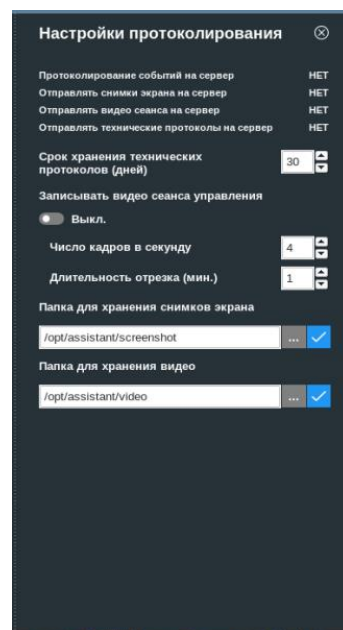 Настройки протоколирования
Протоколирование событий на сервер НЕТ
Отправлять снимки экрана на сервер НЕТ
Отправлять видео сеанса на сервер НЕТ
Отправлять технические протоколы на сервер НЕТ
Срок хранения технических
протоколов (дней) 30
Записывать видео сеанса управления
Выкл.
Число кадров в секунду 4
Длительность отрезка (мин.) 1
Папка для хранения снимков экрана
/opt/assistant/screenshot ...
Папка для хранения видео
/opt/assistant/video ...